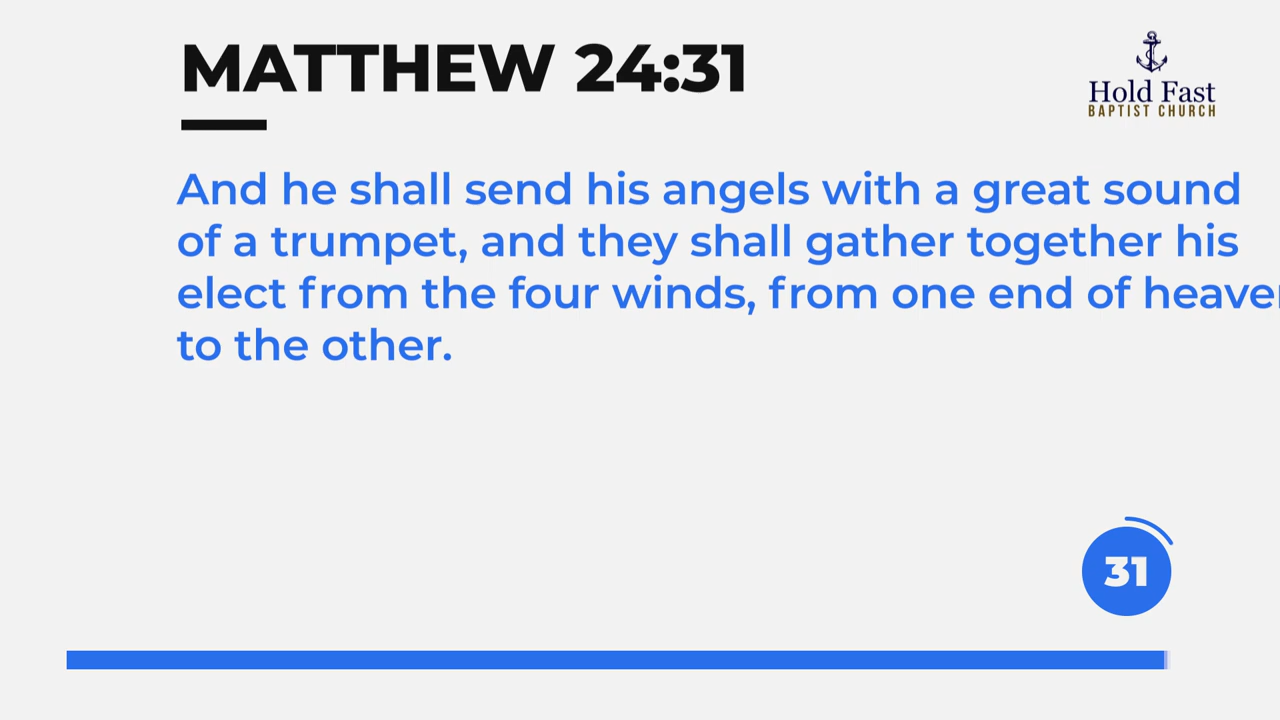 MATTHEW 24:31
Hold Fast
BAPTIST CHURCH
And he shall send his angels with a great sound
of a trumpet, and they shall gather together his
elect from the four winds, from one end of heaven
to the other.
31